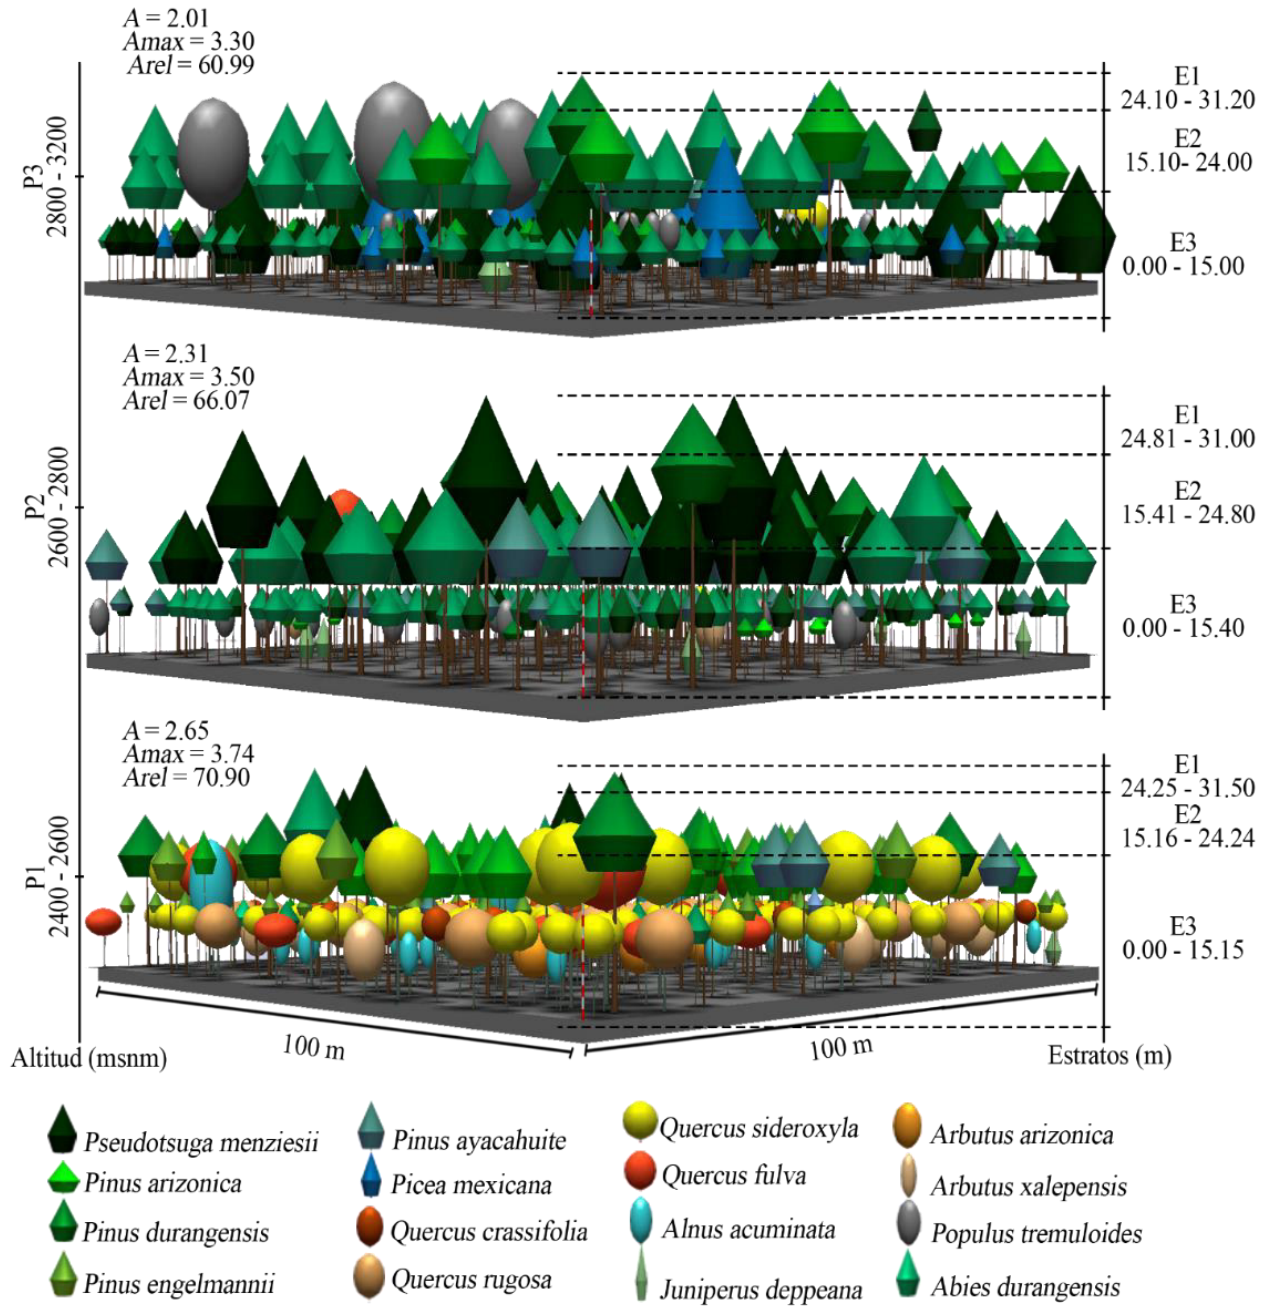 A = 2.01
Amax = 3.30
Arel = 60.99
E1
24.10 - 31.20
E2
15.10- 24.00
E3
0.00 - 15.00
P3
2800 - 3200
A = 2.31
Amax = 3.50
Arel = 66.07
E1
24.81 - 31.00
E2
15.41 - 24.80
E3
0.00 - 15.40
P2
2600 - 2800
A = 2.65
Amax = 3.74
Arel = 70.90
E1
24.25 - 31.50
E2
15.16 - 24.24
E3
0.00 - 15.15
P1
2400 - 2600
Altitud (msnm)
100 m
100 m
Estratos (m)
Pseudotsuga menziesii
Pinus arizonica
Pinus durangensis
Pinus engelmannii
Pinus ayacahuite
Picea mexicana
Quercus crassifolia
Quercus rugosa
Quercus sideroxyla
Quercus fulva
Alnus acuminata
Juniperus deppeana
Arbutus arizonica
Arbutus xalepensis
Populus tremuloides
Abies durangensis